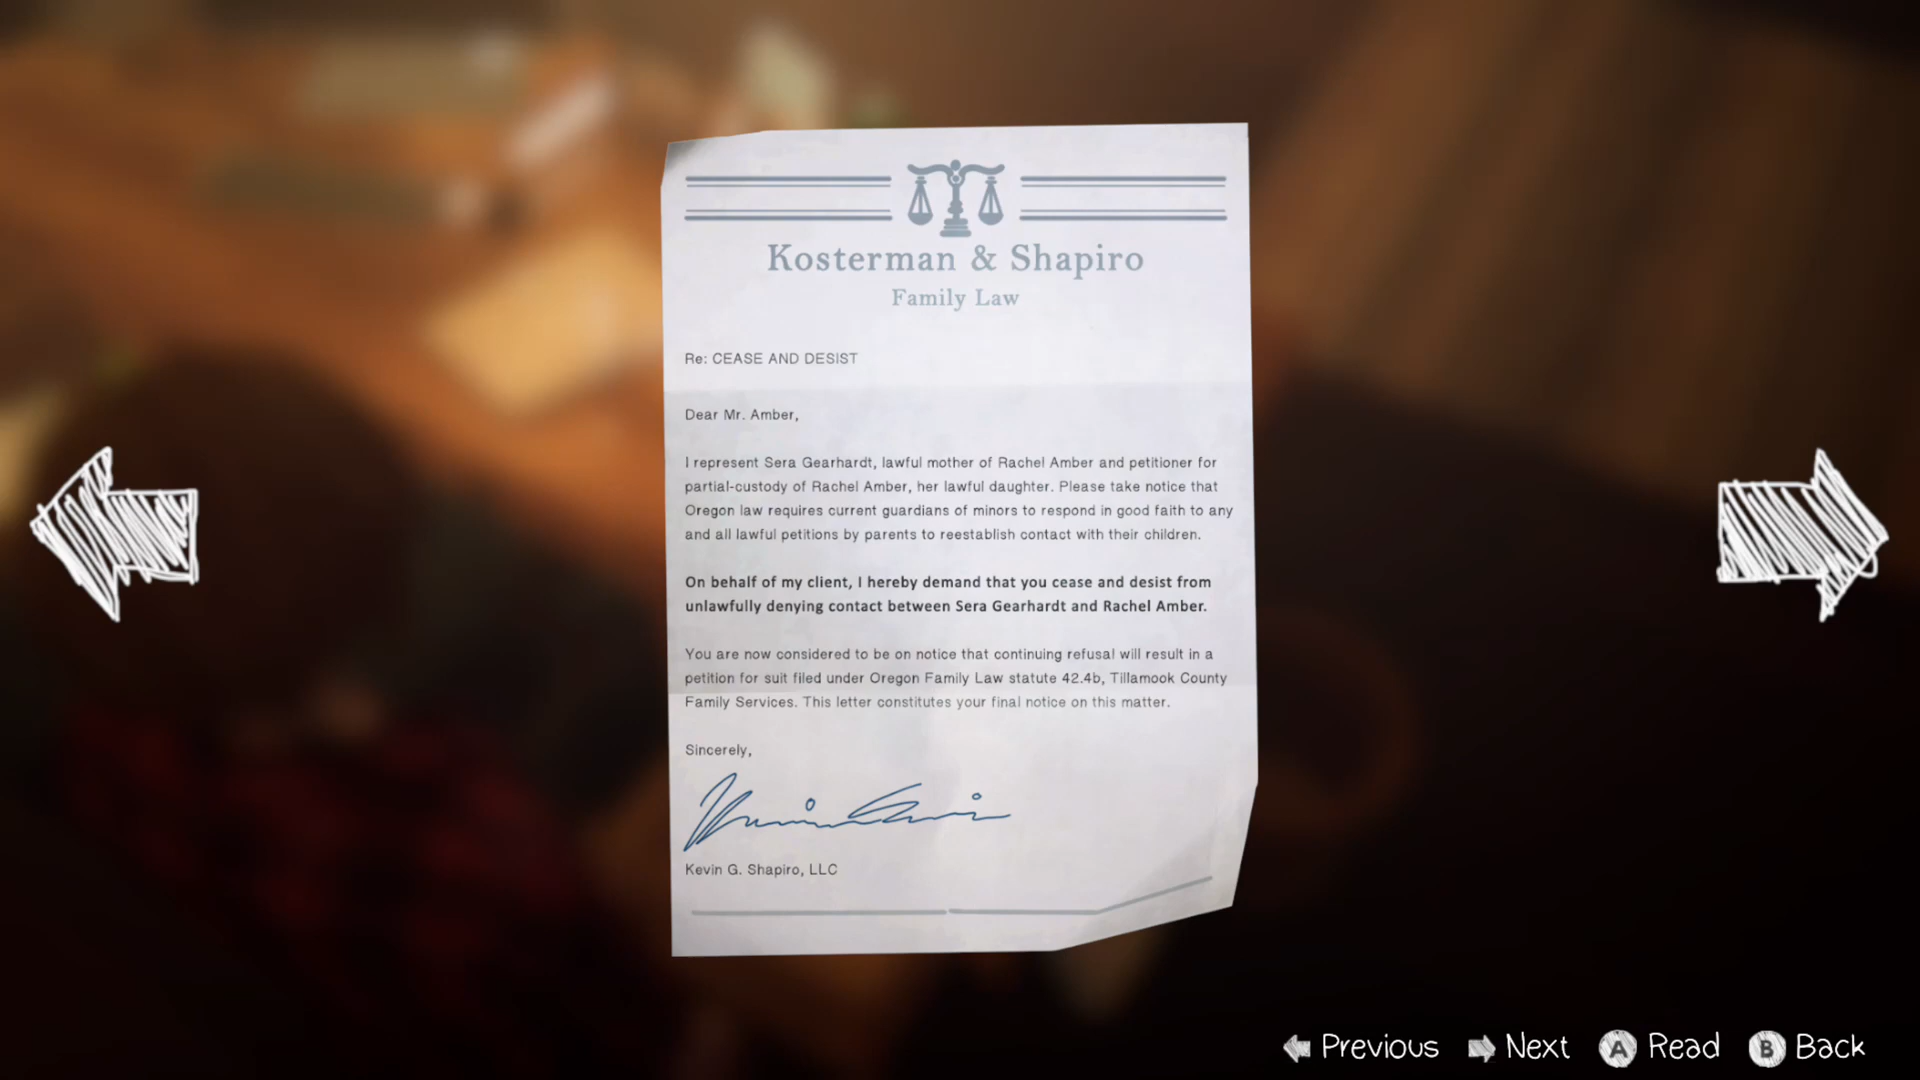 Kosterman & Shapiro
Family Law
Re: CEASE AND DESIST
Dear Mr. Amber,
I represent Sera Gearhardt, lawful mother of Rachel Amber and petitioner for
partial-custody of Rachel Amber, her lawful daughter. Please take notice that
Oregon law requires current guardians of minors to respond in good faith to any
and all lawful petitions by parents to reestablish contact with their children.
On behalf of my client, I hereby demand that you cease and desist from
unlawfully denying contact between Sera Gearhardt and Rachel Amber.
You are now considered to be on notice that continuing refusal will result in a
petition for suit filed under Oregon Family Law statute 42.4b, Tillamook County
Family Services. This letter constitutes your final notice on this matter.
Sincerely,
Kevin G. Shapiro, LLC
Previous Next A Read B Back